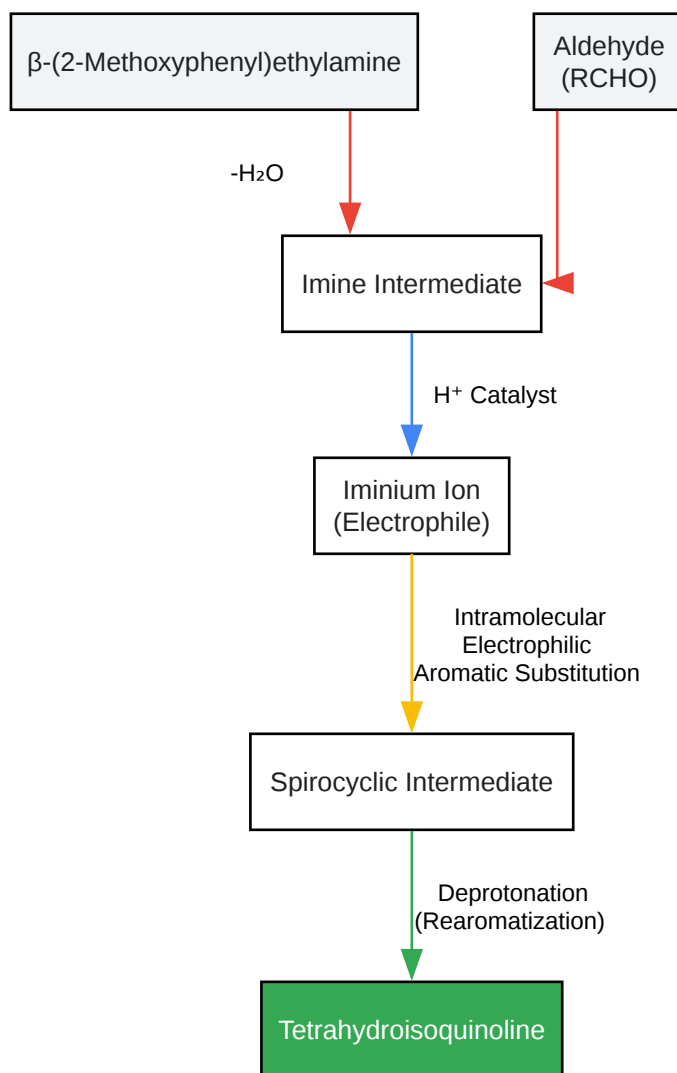 β-(2-Methoxyphenyl)ethylamine
Aldehyde
(RCHO)
-H₂O
Imine Intermediate
H⁺ Catalyst
Iminium Ion
(Electrophile)
Intramolecular
Electrophilic
Aromatic Substitution
Spirocyclic Intermediate
Deprotonation
(Rearomatization)
Tetrahydroisoquinoline